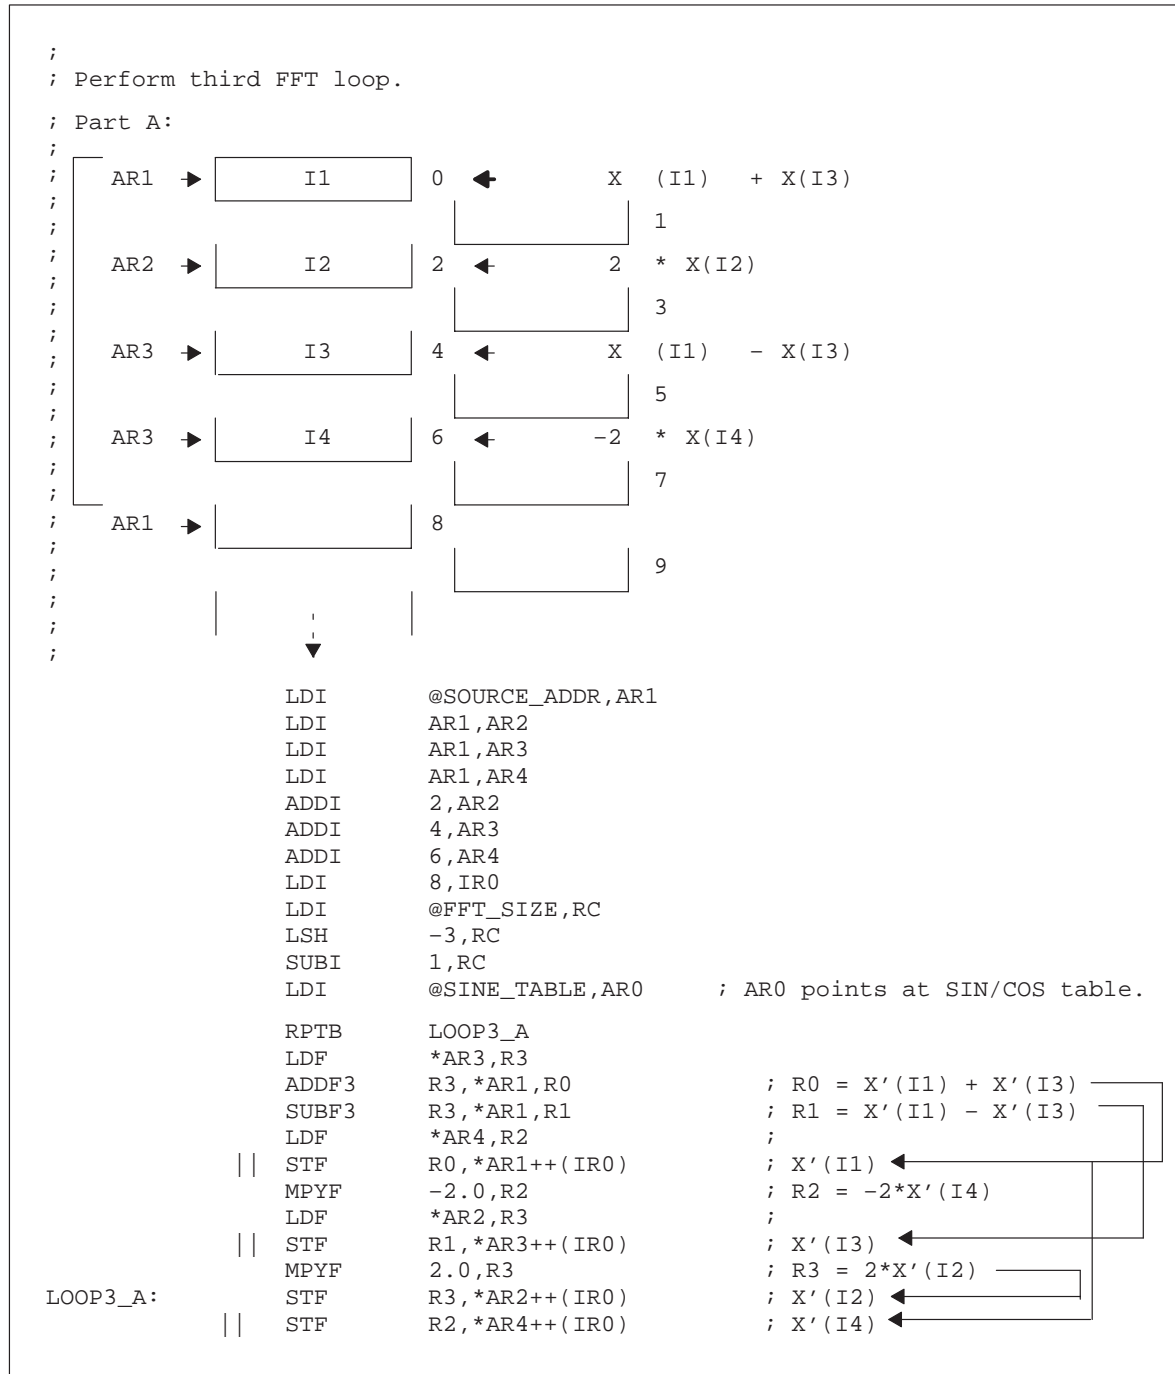 ;
; Perform third FFT loop.
; Part A:
;
; AR1 I1 0 X (I1) + X(I3)
;
; 1
;
; AR2 I2 2 2 * X(I2)
;
; 3
;
; AR3 I3 4 X (I1) − X(I3)
;
; 5
;
; AR3 I4 6 −2 * X(I4)
;
; 7
;
; AR1 8
;
; 9
;
;
;
;
LDI @SOURCE_ADDR,AR1
LDI AR1,AR2
LDI AR1,AR3
LDI AR1,AR4
ADDI 2,AR2
ADDI 4,AR3
ADDI 6,AR4
LDI 8,IR0
LDI @FFT_SIZE,RC
LSH −3,RC
SUBI 1,RC
LDI @SINE_TABLE,AR0 ; AR0 points at SIN/COS table.
RPTB LOOP3_A
LDF *AR3,R3
ADDF3 R3,*AR1,R0 ; R0 = X′(I1) + X′(I3)
SUBF3 R3,*AR1,R1 ; R1 = X′(I1) − X′(I3)
LDF *AR4,R2 ;
|| STF R0,*AR1++(IR0) ; X′(I1)
MPYF −2.0,R2 ; R2 = −2*X′(I4)
LDF *AR2,R3 ;
|| STF R1,*AR3++(IR0) ; X′(I3)
MPYF 2.0,R3 ; R3 = 2*X′(I2)
LOOP3_A: STF R3,*AR2++(IR0) ; X′(I2)
|| STF R2,*AR4++(IR0) ; X′(I4)